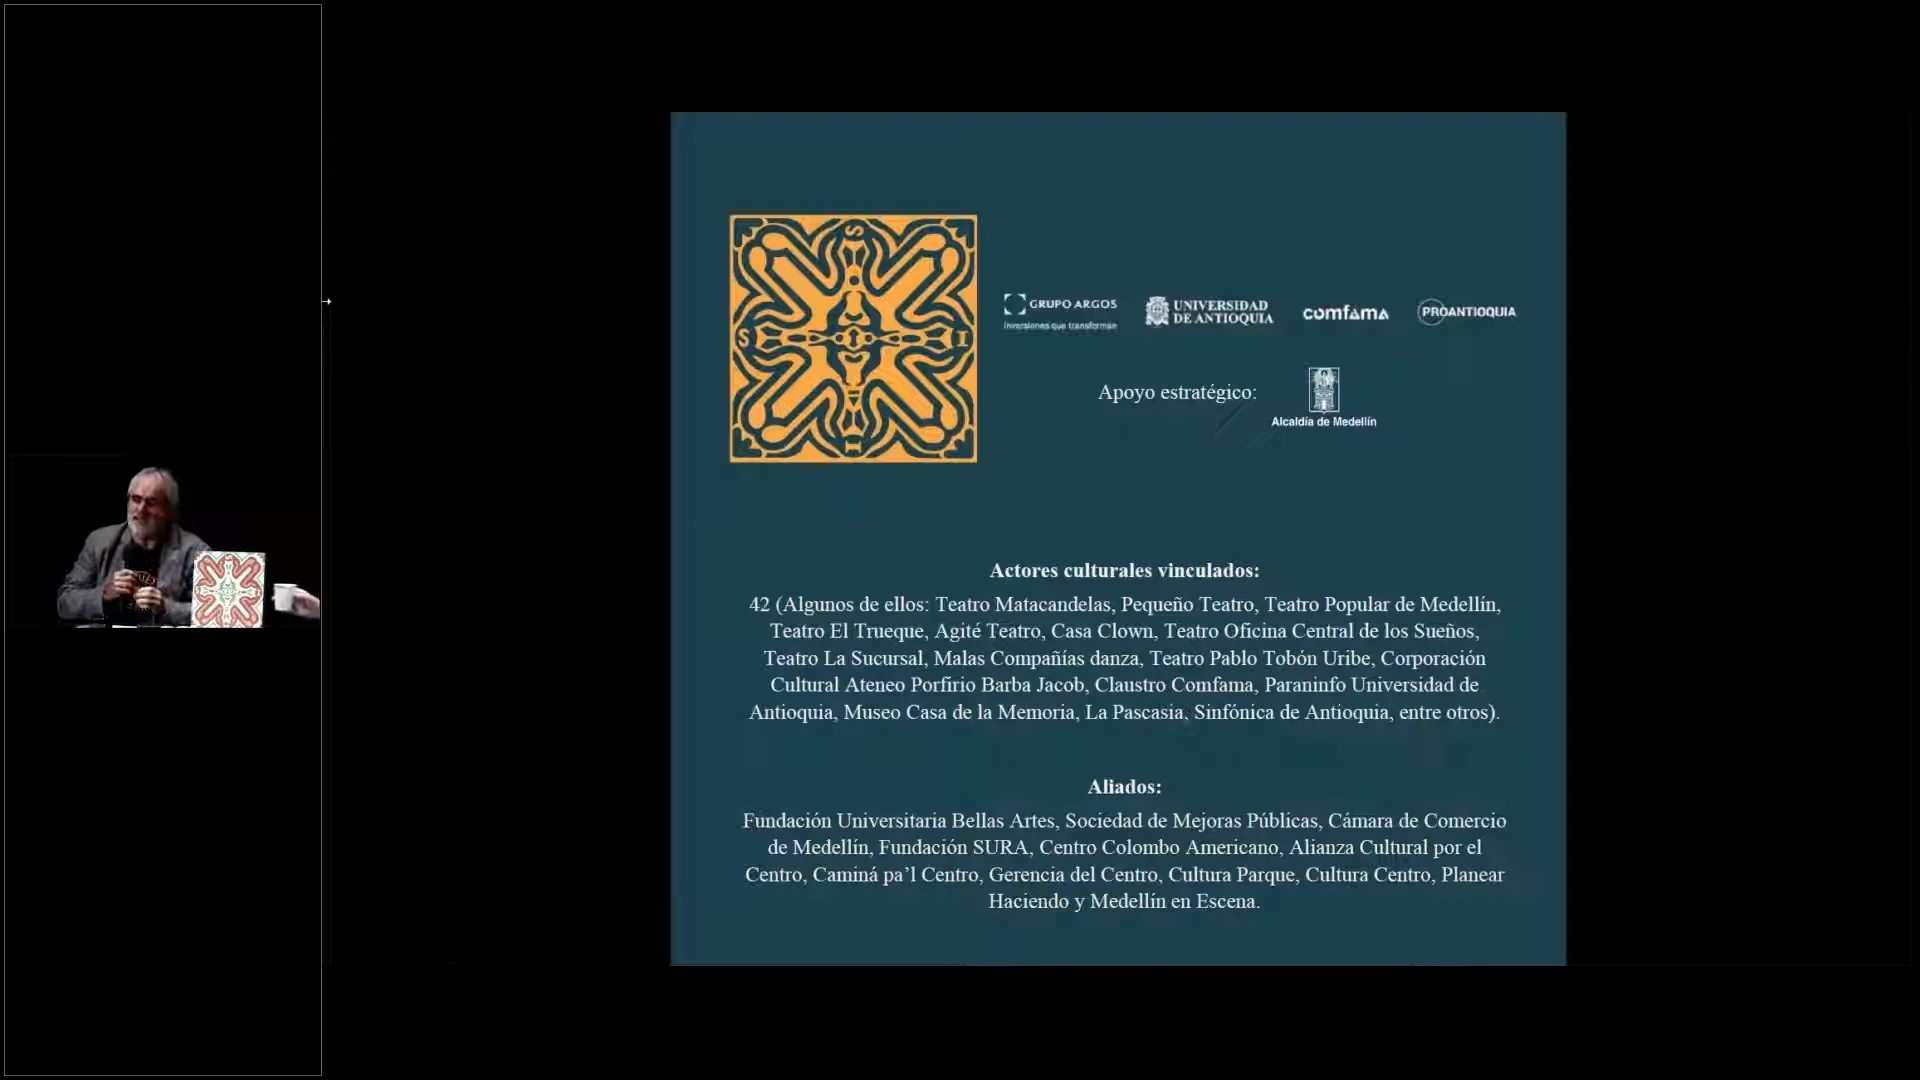 S
S I
GRUPO ARGOS
Inversiones que transforman
UNIVERSIDAD
DE ANTIOQUIA
comfama
PROANTIOQUIA
Apoyo estratégico:
Alcaldía de Medellín
Actores culturales vinculados:
42 (Algunos de ellos: Teatro Matacandelas, Pequeño Teatro, Teatro Popular de Medellín,
Teatro El Trueque, Agité Teatro, Casa Clown, Teatro Oficina Central de los Sueños,
Teatro La Sucursal, Malas Compañías danza, Teatro Pablo Tobón Uribe, Corporación
Cultural Ateneo Porfirio Barba Jacob, Claustro Comfama, Paraninfo Universidad de
Antioquia, Museo Casa de la Memoria, La Pascasia, Sinfónica de Antioquia, entre otros).
Aliados:
Fundación Universitaria Bellas Artes, Sociedad de Mejoras Públicas, Cámara de Comercio
de Medellín, Fundación SURA, Centro Colombo Americano, Alianza Cultural por el
Centro, Caminá pa’l Centro, Gerencia del Centro, Cultura Parque, Cultura Centro, Planear
Haciendo y Medellín en Escena.